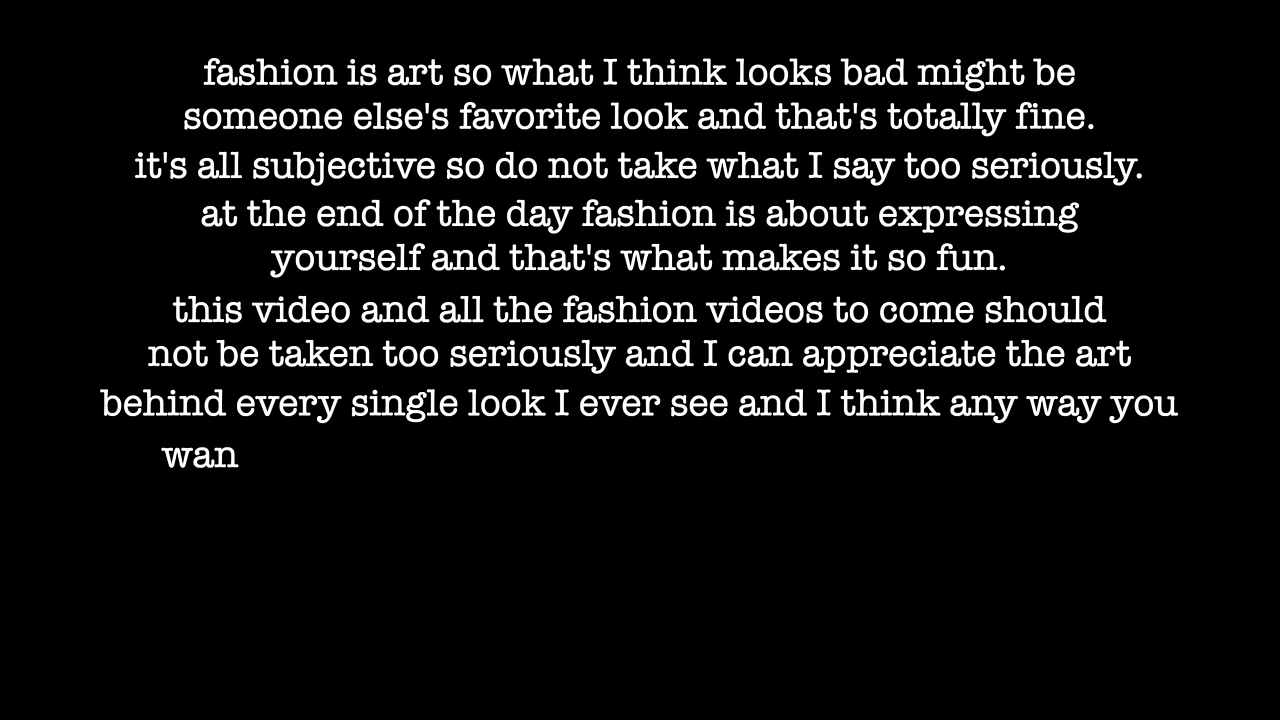 fashion is art so what I think looks bad might be
someone else's favorite look and that's totally fine.
it's all subjective so do not take what I say too seriously.
at the end of the day fashion is about expressing
yourself and that's what makes it so fun.
this video and all the fashion videos to come should
not be taken too seriously and I can appreciate the art
behind every single look I ever see and I think any way you
wan